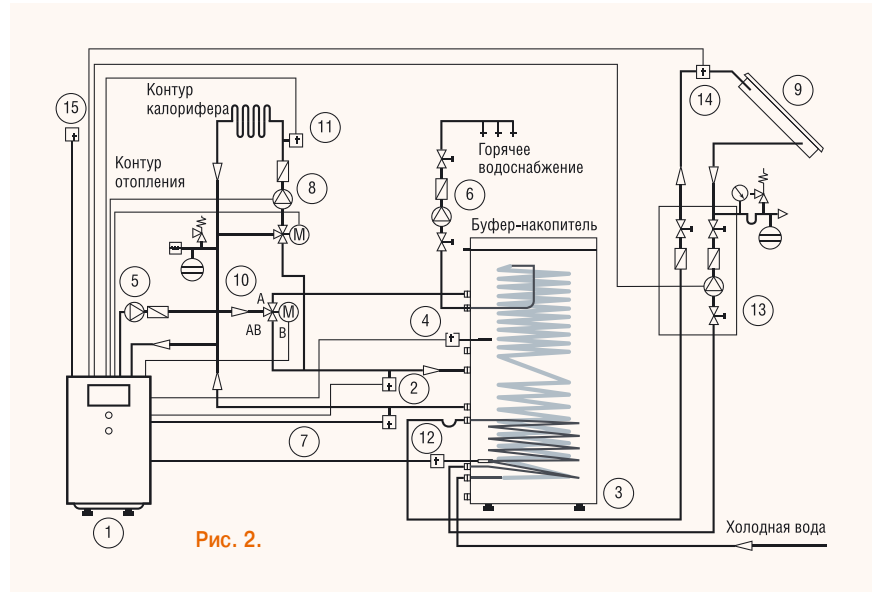 15
Контур
калорифера
11
14
9
Контур
отопления
8
Горячее
водоснабжение
6
M
Буфер-накопитель
5
10
A
M
AB
B
4
13
2
7
12
3
1
Рис. 2.
Холодная вода